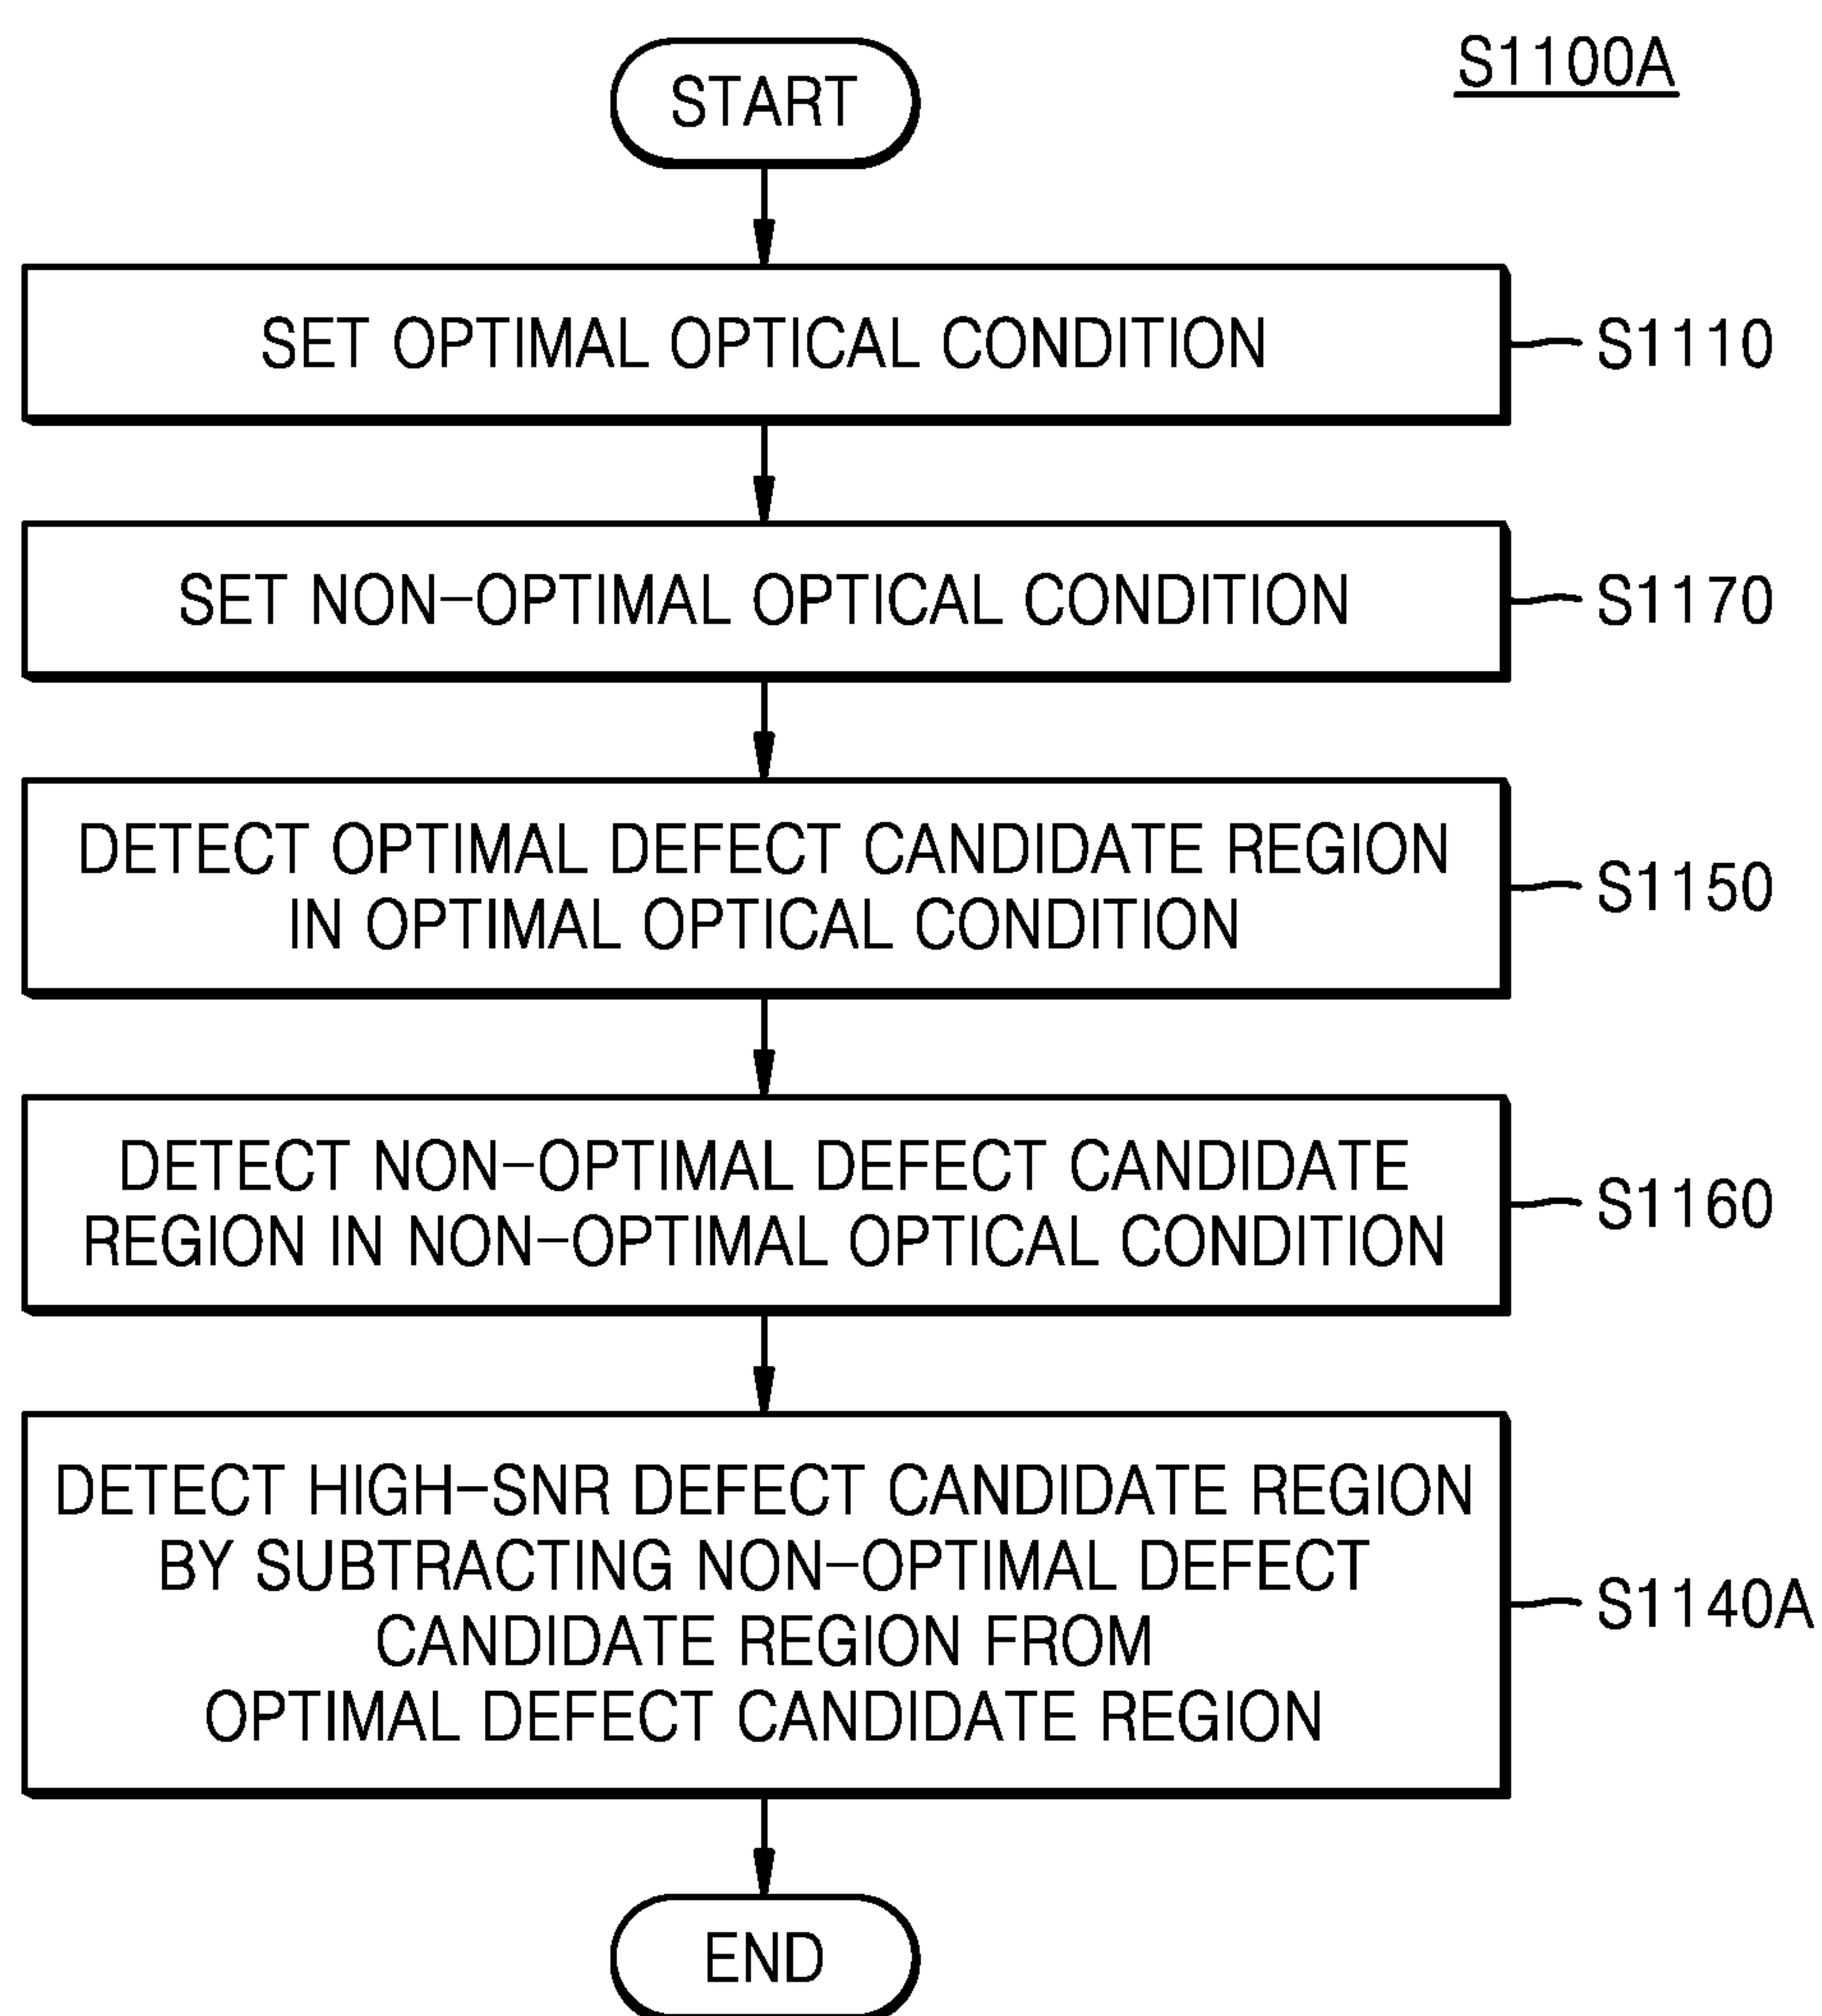 S1100A
START
SET OPTIMAL OPTICAL CONDITION
S1110
SET NON-OPTIMAL OPTICAL CONDITION
S1170
DETECT OPTIMAL DEFECT CANDIDATE REGION
IN OPTIMAL OPTICAL CONDITION
S1150
DETECT NON-OPTIMAL DEFECT CANDIDATE
REGION IN NON-OPTIMAL OPTICAL CONDITION
S1160
DETECT HIGH-SNR DEFECT CANDIDATE REGION
BY SUBTRACTING NON-OPTIMAL DEFECT
CANDIDATE REGION FROM
OPTIMAL DEFECT CANDIDATE REGION
S1140A
END